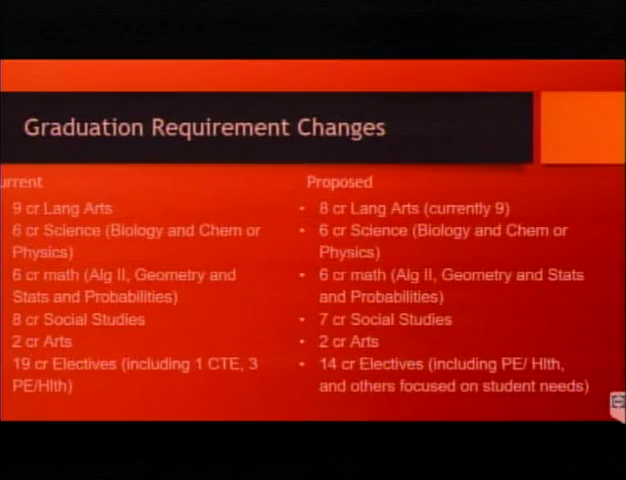 Graduation Requirement Changes
urrent
9 cr Lang Arts
6 cr Science (Biology and Chem or
Physics)
6 cr math (Alg II, Geometry and
Stats and Probabilities)
8 cr Social Studies
2 cr Arts
19 cr Electives (including 1 CTE, 3
PE/Hlth)
Proposed
• 8 cr Lang Arts (currently 9)
• 6 cr Science (Biology and Chem or
Physics)
• 6 cr math (Alg II, Geometry and Stats
and Probabilities)
• 7 cr Social Studies
• 2 cr Arts
• 14 cr Electives (including PE/ Hlth,
and others focused on student needs)